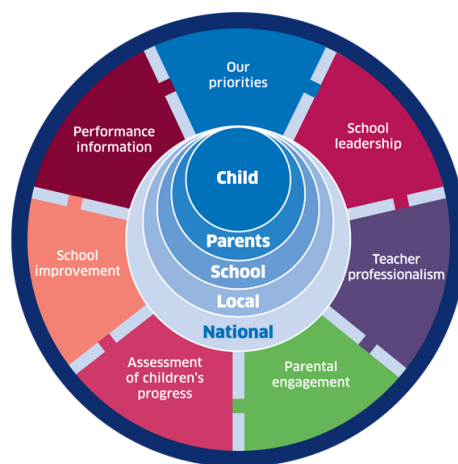 Our
priorities
School
leadership
Teacher
professionalism
Parental
engagement
Assessment
of children's
progress
School
improvement
Performance
information
Child
Parents
School
Local
National